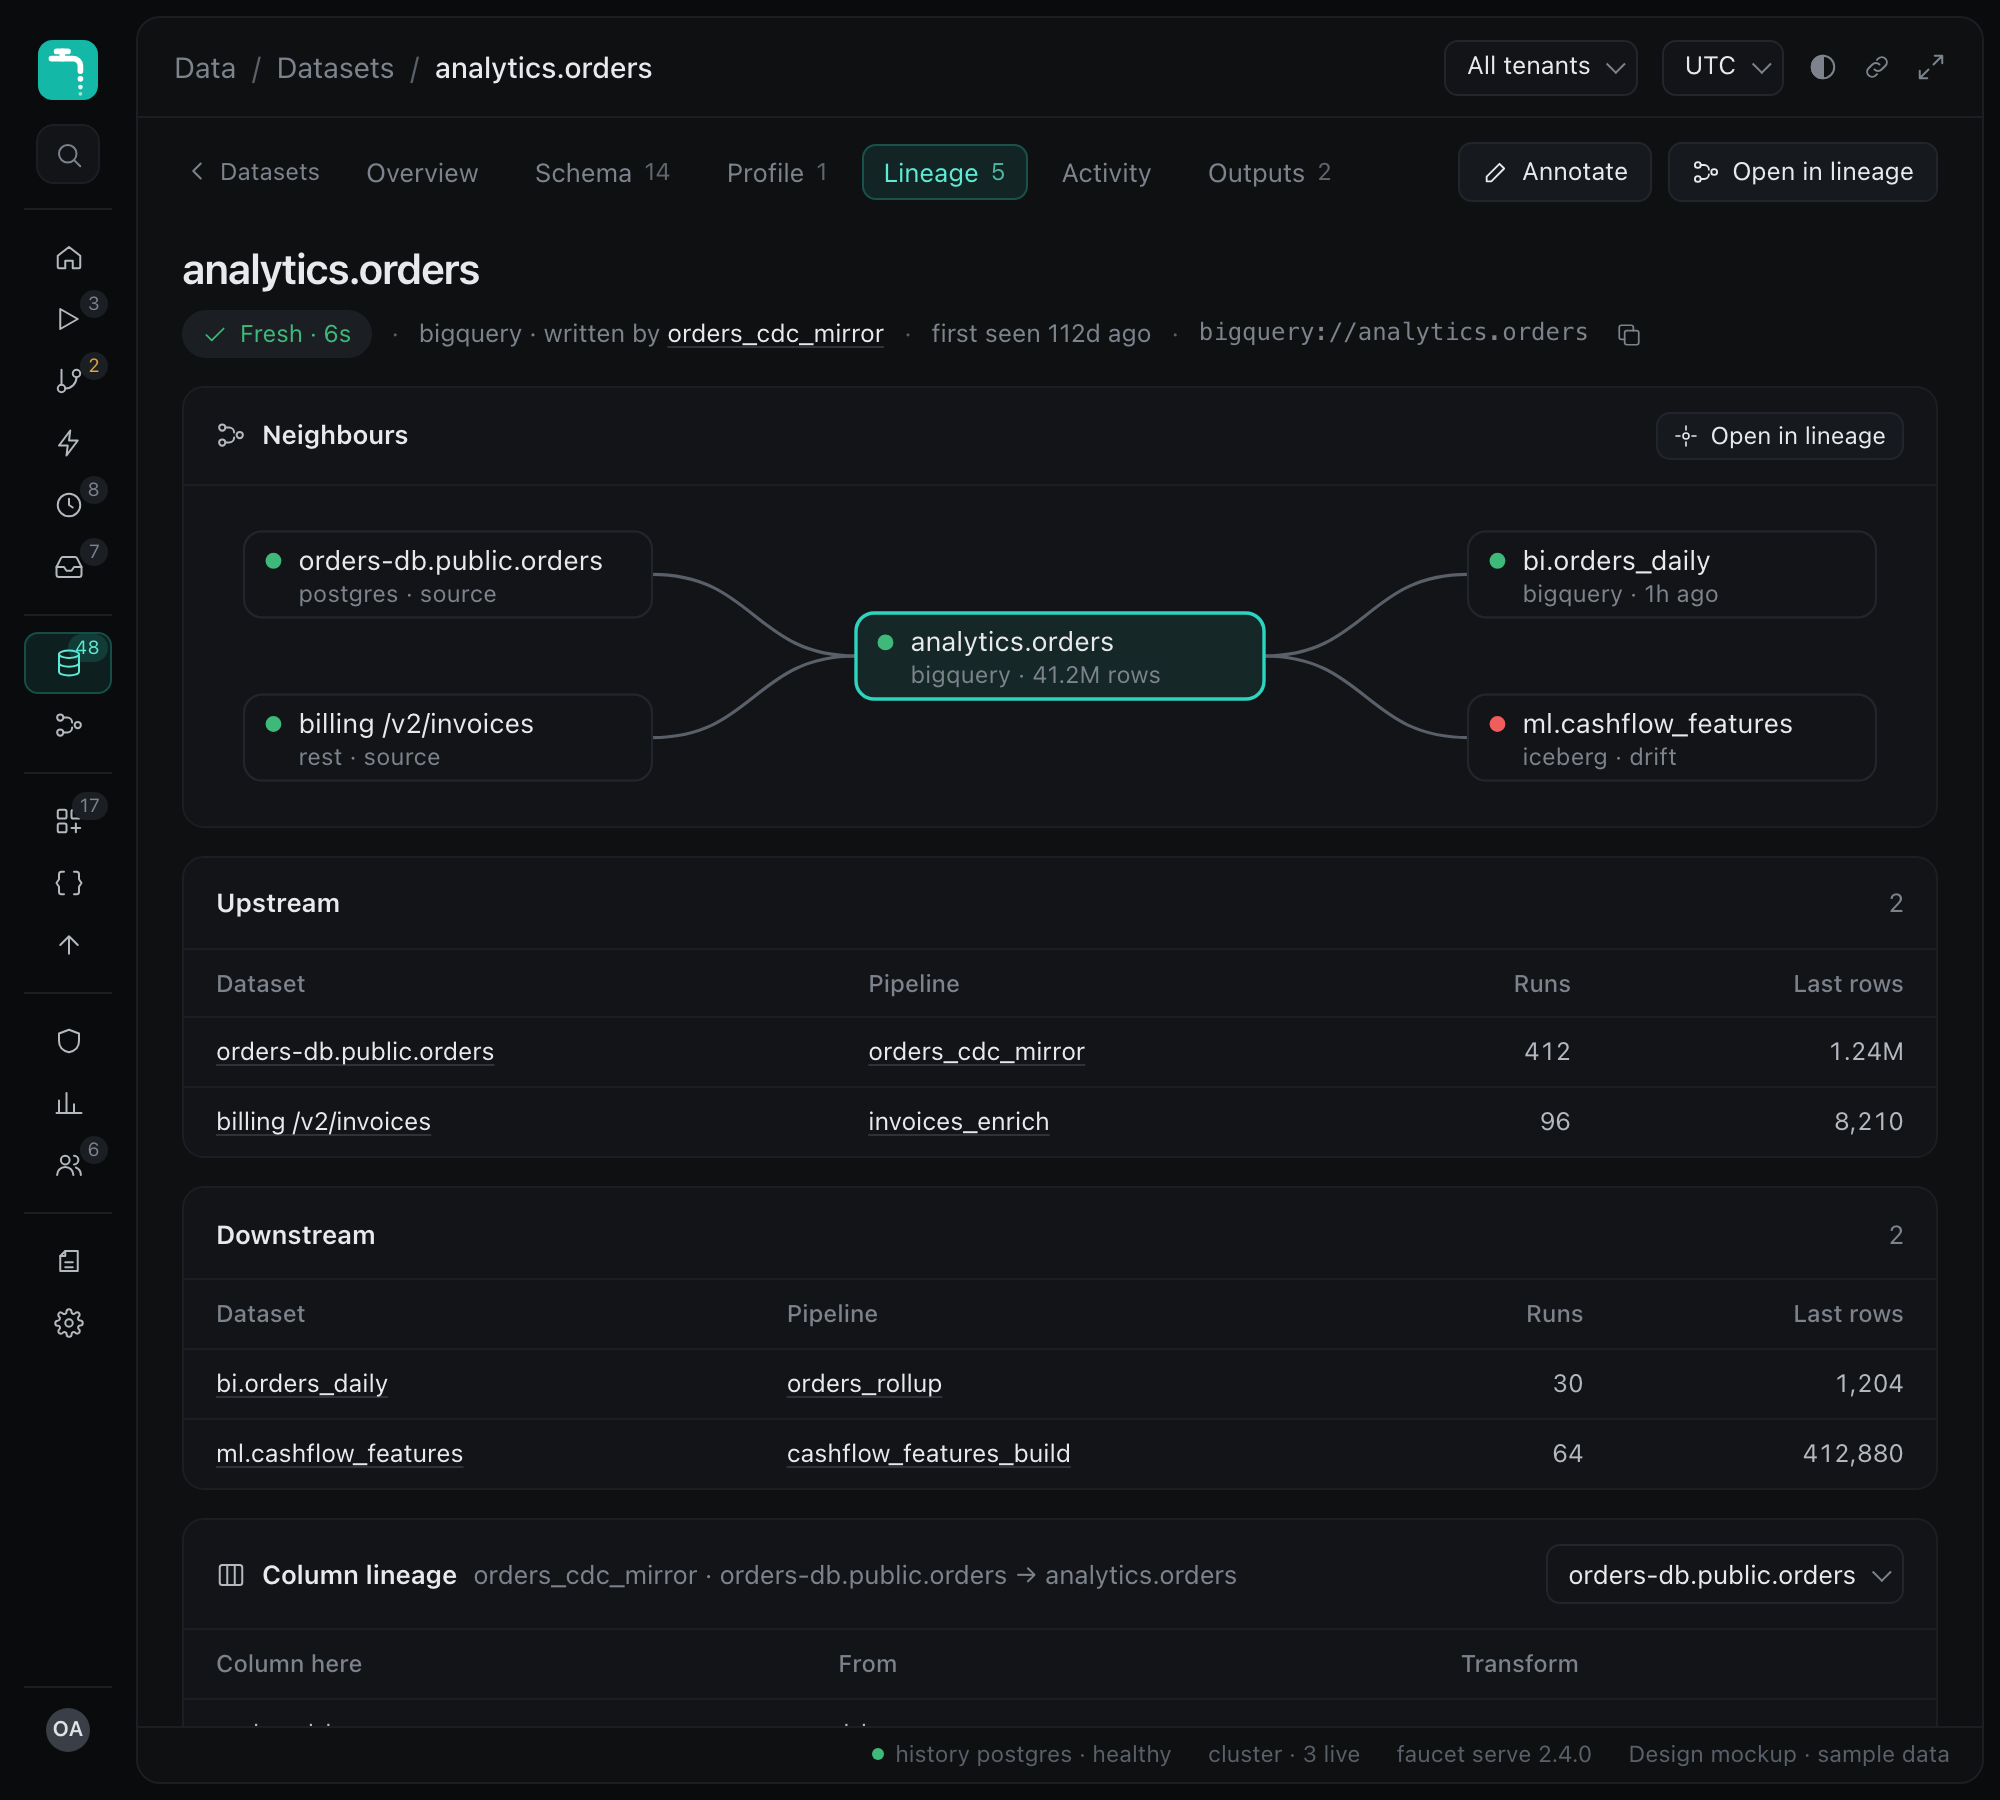 Data / Datasets / analytics.orders
All tenants
UTC
Datasets
Overview
Schema 14
Profile 1
Lineage 5
Activity
Outputs 2
Annotate
Open in lineage
3
2
8
7
48
17
6
OA
analytics.orders
Fresh · 6s · bigquery · written by orders_cdc_mirror · first seen 112d ago · bigquery://analytics.orders
Neighbours
Open in lineage
orders-db.public.orders
postgres · source
billing /v2/invoices
rest · source
analytics.orders
bigquery · 41.2M rows
bi.orders_daily
bigquery · 1h ago
ml.cashflow_features
iceberg · drift
Upstream 2
Dataset Pipeline Runs Last rows
orders-db.public.orders orders_cdc_mirror 412 1.24M
billing /v2/invoices invoices_enrich 96 8,210
Downstream 2
Dataset Pipeline Runs Last rows
bi.orders_daily orders_rollup 30 1,204
ml.cashflow_features cashflow_features_build 64 412,880
Column lineage orders_cdc_mirror · orders-db.public.orders → analytics.orders
orders-db.public.orders
Column here From Transform
history postgres · healthy
cluster · 3 live
faucet serve 2.4.0
Design mockup · sample data